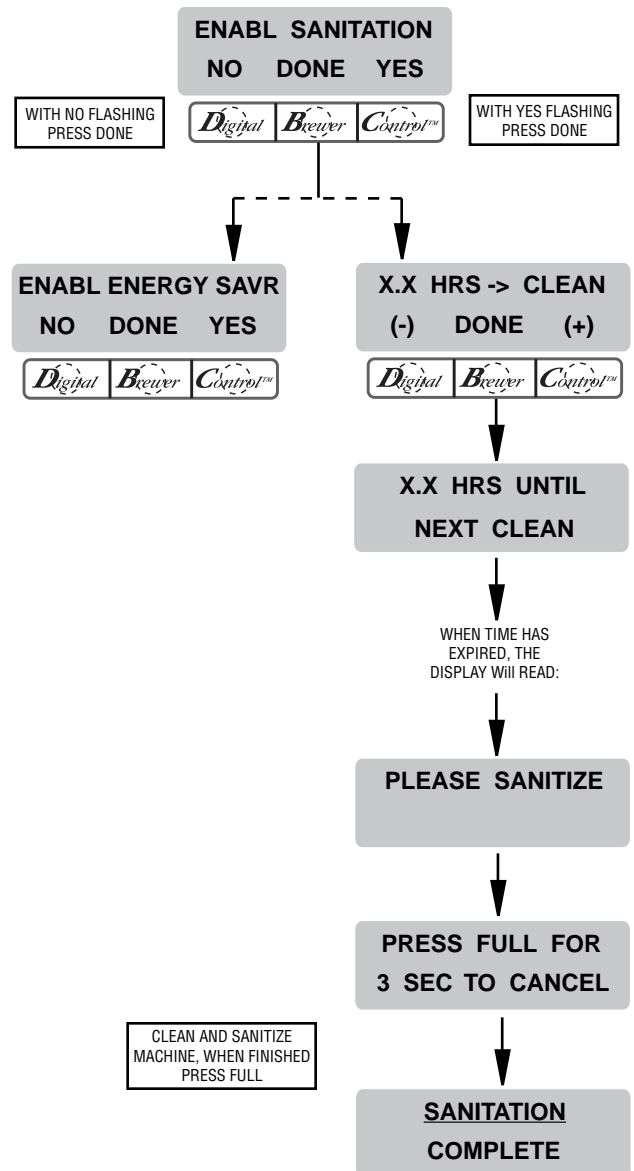 ENABL SANITATION
NO DONE YES
WITH NO FLASHING
PRESS DONE
Digital Brewer Control™
WITH YES FLASHING
PRESS DONE
ENABL ENERGY SAVR
NO DONE YES
Digital Brewer Control™
X.X HRS -> CLEAN
(-) DONE (+)
Digital Brewer Control™
X.X HRS UNTIL
NEXT CLEAN
WHEN TIME HAS
EXPIRED, THE
DISPLAY Will READ:
PLEASE SANITIZE
PRESS FULL FOR
3 SEC TO CANCEL
CLEAN AND SANITIZE
MACHINE, WHEN FINISHED
PRESS FULL
SANITATION
COMPLETE